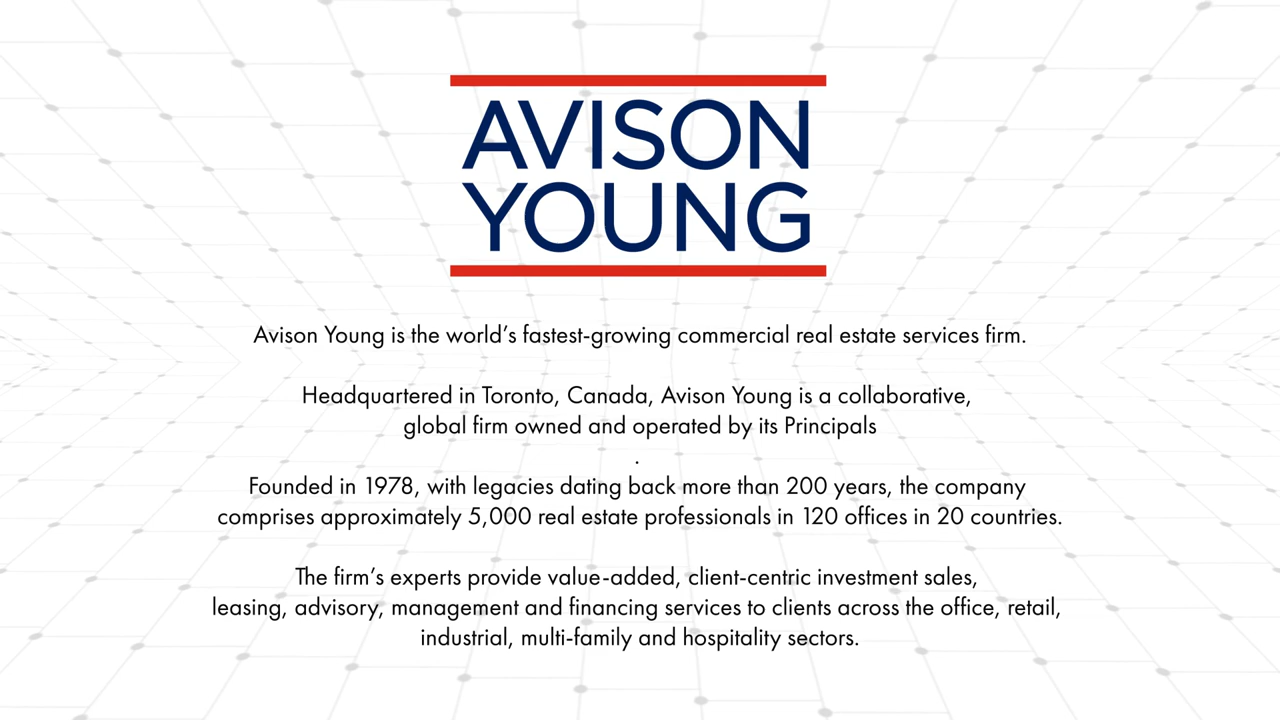 AVISON
YOUNG
Avison Young is the world's fastest-growing commercial real estate services firm.
Headquartered in Toronto, Canada, Avison Young is a collaborative,
global firm owned and operated by its Principals
.
Founded in 1978, with legacies dating back more than 200 years, the company
comprises approximately 5,000 real estate professionals in 120 offices in 20 countries.
The firm's experts provide value-added, client-centric investment sales,
leasing, advisory, management and financing services to clients across the office, retail,
industrial, multi-family and hospitality sectors.